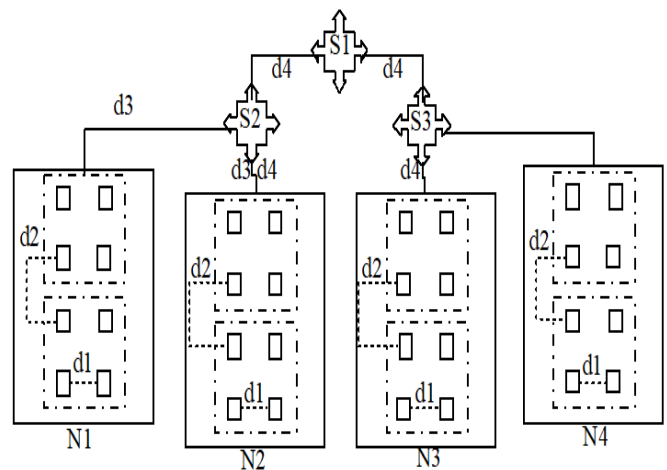 S1
d4 d4
d3 S2 S3
d3 d4 d4
d2 d2 d2 d2
d1 d1 d1 d1
N1 N2 N3 N4